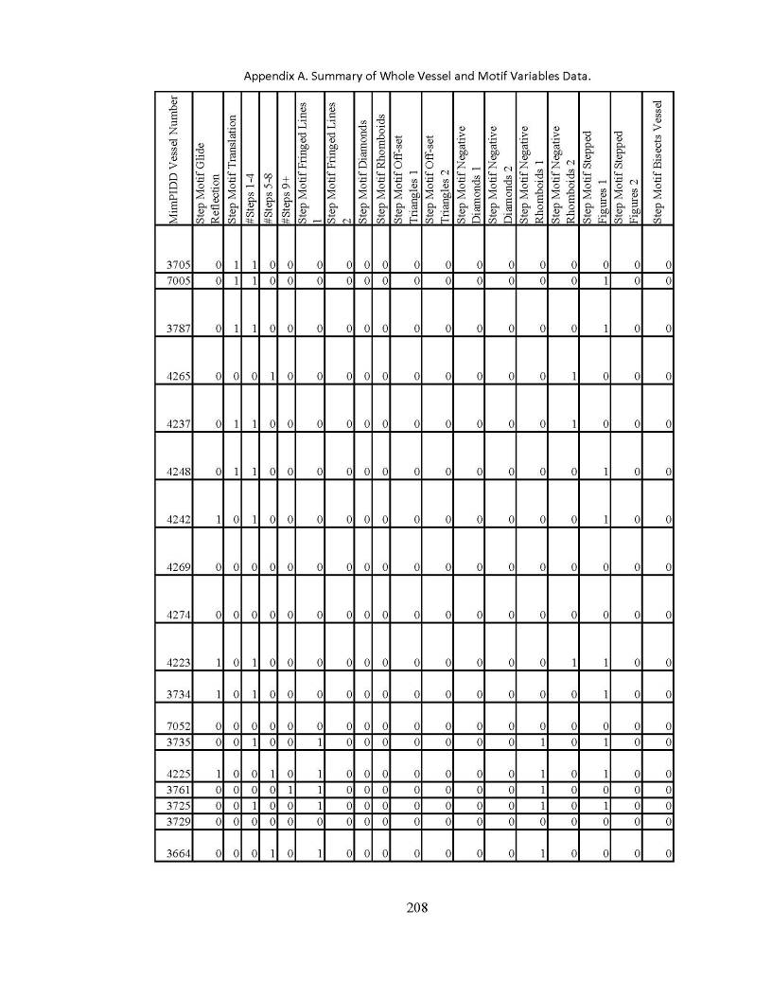 Appendix A. Summary of Whole Vessel and Motif Variables Data.
MimPIDD Vessel Number
Step Motif Glide
Reflection
Step Motif Translation
#Steps 1-4
#Steps 5-8
#Steps 9+
Step Motif Fringed Lines
1
Step Motif Fringed Lines
2
Step Motif Diamonds
Step Motif Rhomboids
Step Motif Off-set
Triangles 1
Step Motif Off-set
Triangles 2
Step Motif Negative
Diamonds 1
Step Motif Negative
Diamonds 2
Step Motif Negative
Rhomboids 1
Step Motif Negative
Rhomboids 2
Step Motif Stepped
Figures 1
Step Motif Stepped
Figures 2
Step Motif Bisects Vessel
3705 0 1 1 0 0 0 0 0 0 0 0 0 0 0 0 0 0 0
7005 0 1 1 0 0 0 0 0 0 0 0 0 0 0 0 1 0 0
3787 0 1 1 0 0 0 0 0 0 0 0 0 0 0 0 1 0 0
4265 0 0 0 1 0 0 0 0 0 0 0 0 0 0 1 0 0 0
4237 0 1 1 0 0 0 0 0 0 0 0 0 0 0 1 0 0 0
4248 0 1 1 0 0 0 0 0 0 0 0 0 0 0 0 1 0 0
4242 1 0 1 0 0 0 0 0 0 0 0 0 0 0 0 1 0 0
4269 0 0 0 0 0 0 0 0 0 0 0 0 0 0 0 0 0 0
4274 0 0 0 0 0 0 0 0 0 0 0 0 0 0 0 0 0 0
4223 1 0 1 0 0 0 0 0 0 0 0 0 0 0 1 1 0 0
3734 1 0 1 0 0 0 0 0 0 0 0 0 0 0 0 1 0 0
7052 0 0 0 0 0 0 0 0 0 0 0 0 0 0 0 0 0 0
3735 0 0 1 0 0 1 0 0 0 0 0 0 0 1 0 1 0 0
4225 1 0 0 1 0 1 0 0 0 0 0 0 0 1 0 1 0 0
3761 0 0 0 0 1 1 0 0 0 0 0 0 0 1 0 0 0 0
3725 0 0 1 0 0 1 0 0 0 0 0 0 0 1 0 1 0 0
3729 0 0 0 0 0 0 0 0 0 0 0 0 0 0 0 0 0 0
3664 0 0 0 1 0 1 0 0 0 0 0 0 0 1 0 0 0 0
208